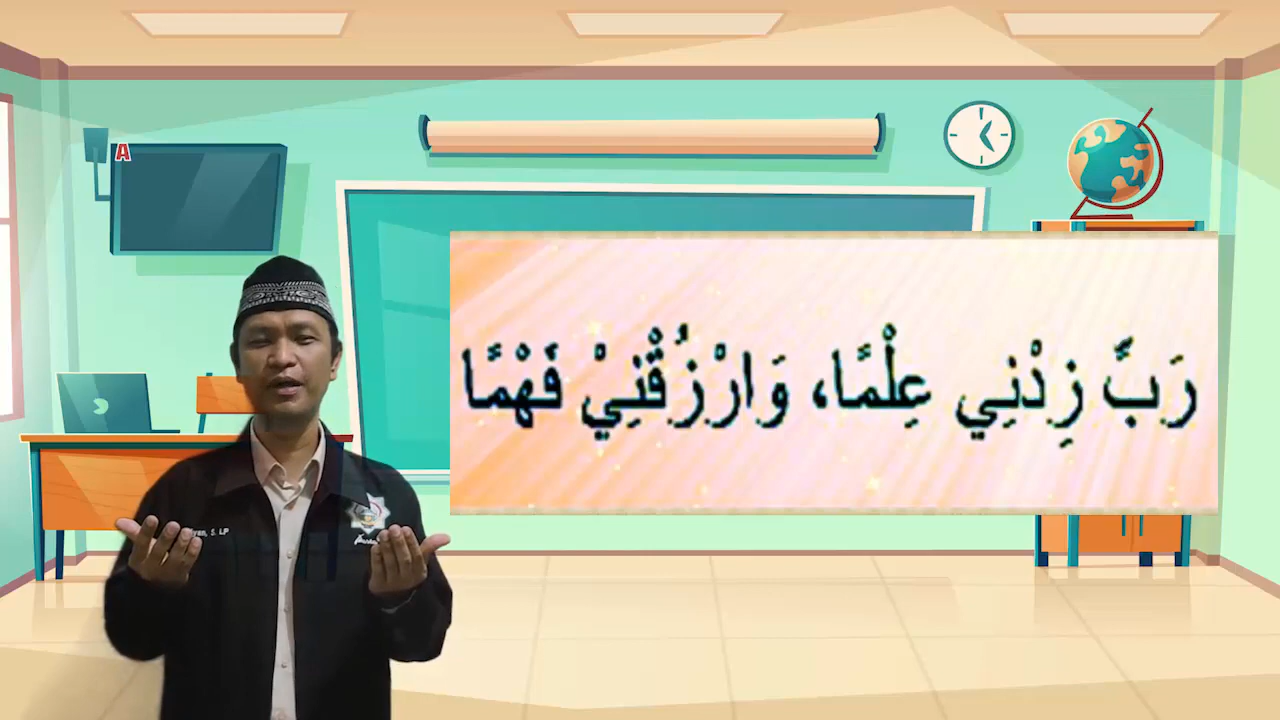 A
رَبِّ زِدْنِي عِلْمًا، وَارْزُقْنِيْ فَهْمًا
S. I.P